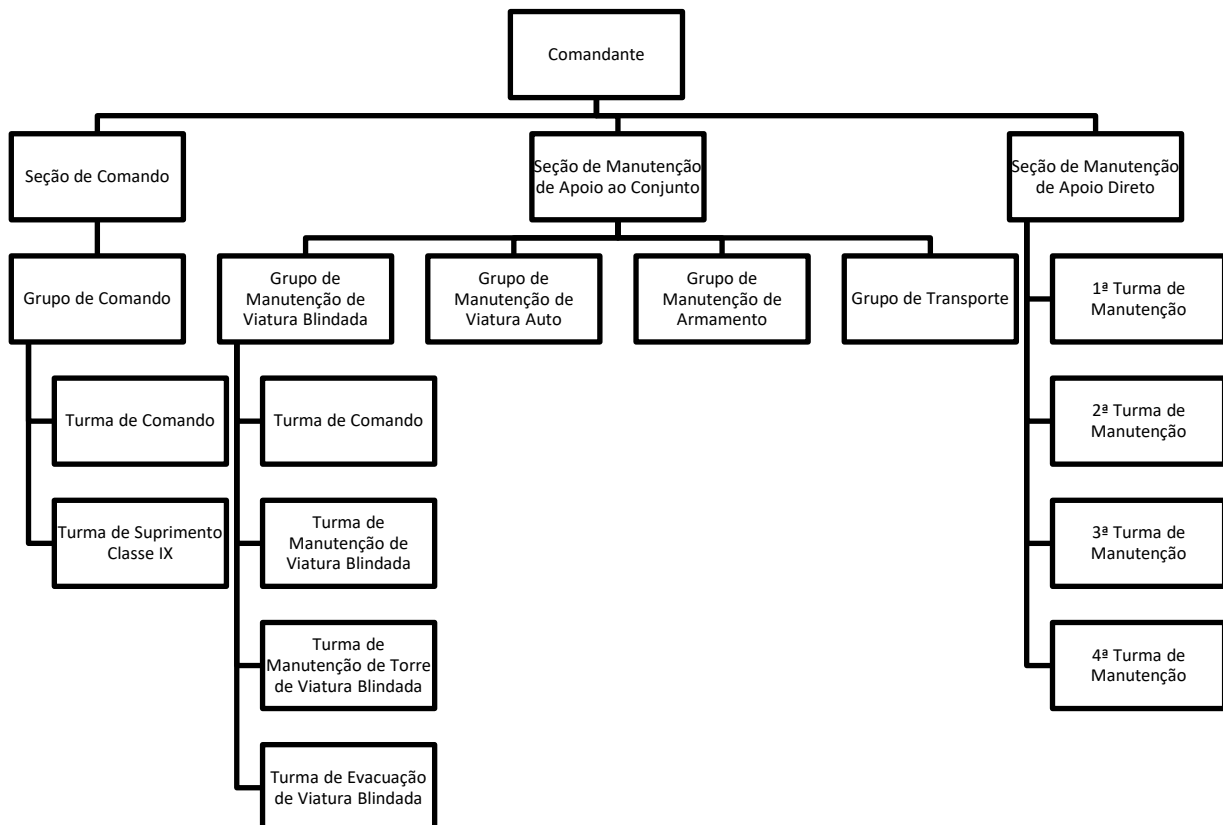 Comandante
Seção de Comando
Seção de Manutenção
de Apoio ao Conjunto
Seção de Manutenção
de Apoio Direto
Grupo de Comando
Grupo de
Manutenção de
Viatura Blindada
Grupo de
Manutenção de
Viatura Auto
Grupo de
Manutenção de
Armamento
Grupo de Transporte
1ª Turma de
Manutenção
Turma de Comando
Turma de Comando
2ª Turma de
Manutenção
Turma de Suprimento
Classe IX
Turma de
Manutenção de
Viatura Blindada
3ª Turma de
Manutenção
Turma de
Manutenção de Torre
de Viatura Blindada
4ª Turma de
Manutenção
Turma de Evacuação
de Viatura Blindada